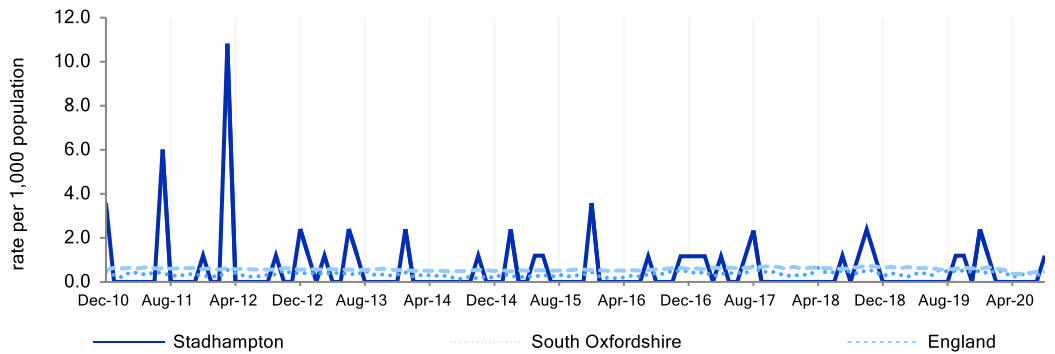 rate per 1,000 population
12.0
10.0
8.0
6.0
4.0
2.0
0.0
Dec-10 Aug-11 Apr-12 Dec-12 Aug-13 Apr-14 Dec-14 Aug-15 Apr-16 Dec-16 Aug-17 Apr-18 Dec-18 Aug-19 Apr-20
Stadhampton South Oxfordshire England